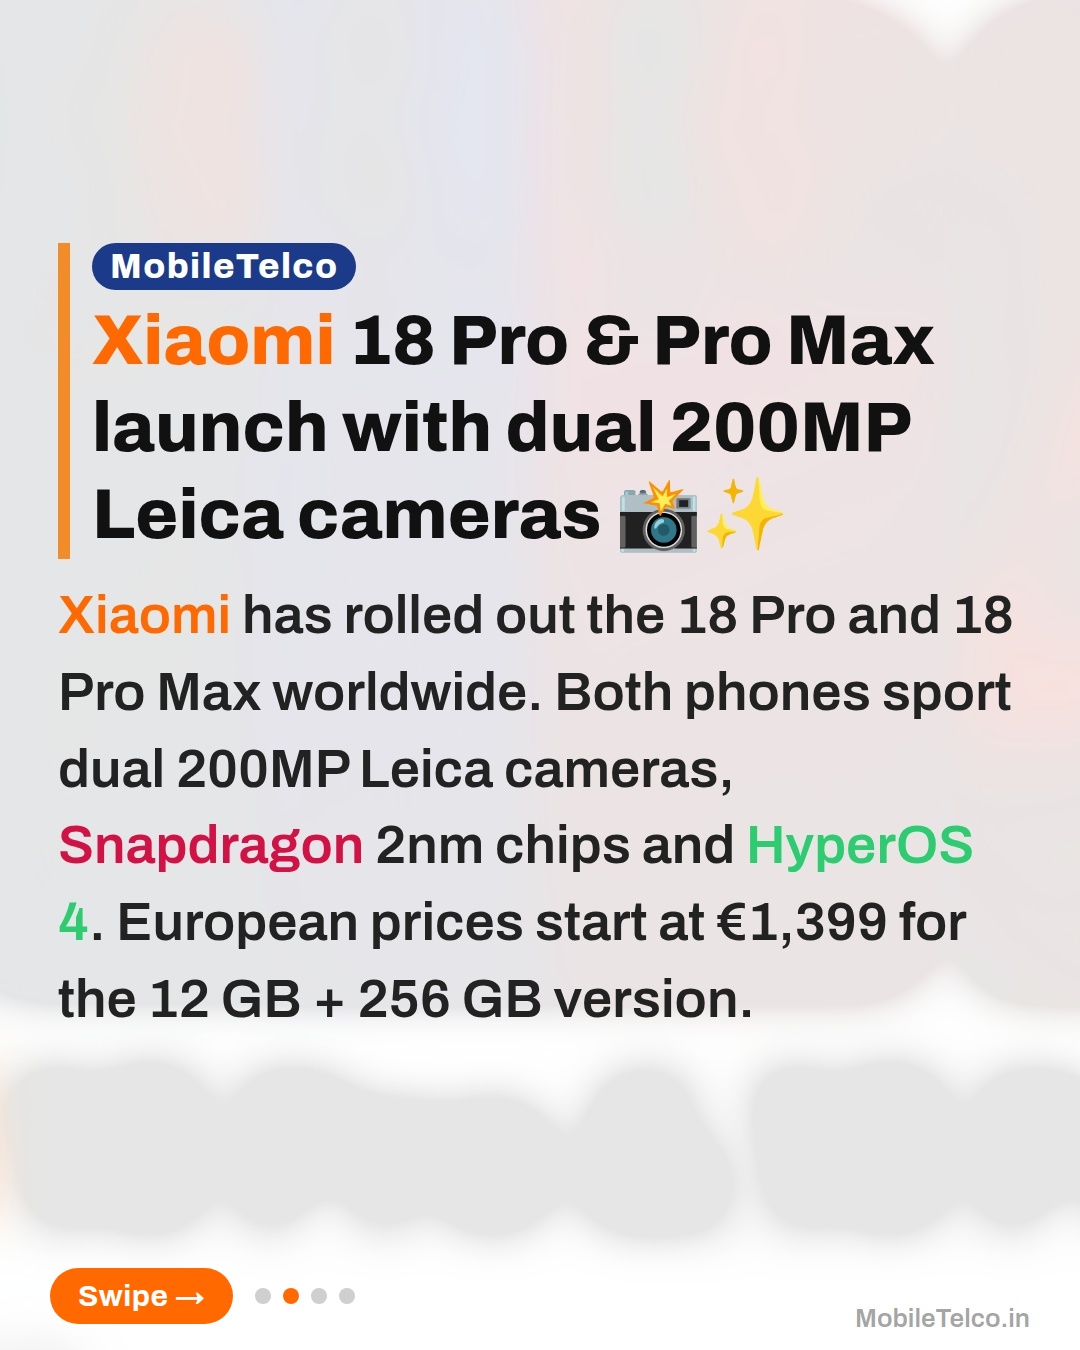 MobileTelco
Xiaomi 18 Pro & Pro Max
launch with dual 200MP
Leica cameras 📸✨
Xiaomi has rolled out the 18 Pro and 18
Pro Max worldwide. Both phones sport
dual 200MP Leica cameras,
Snapdragon 2nm chips and HyperOS
4. European prices start at €1,399 for
the 12 GB + 256 GB version.
Swipe →
MobileTelco.in